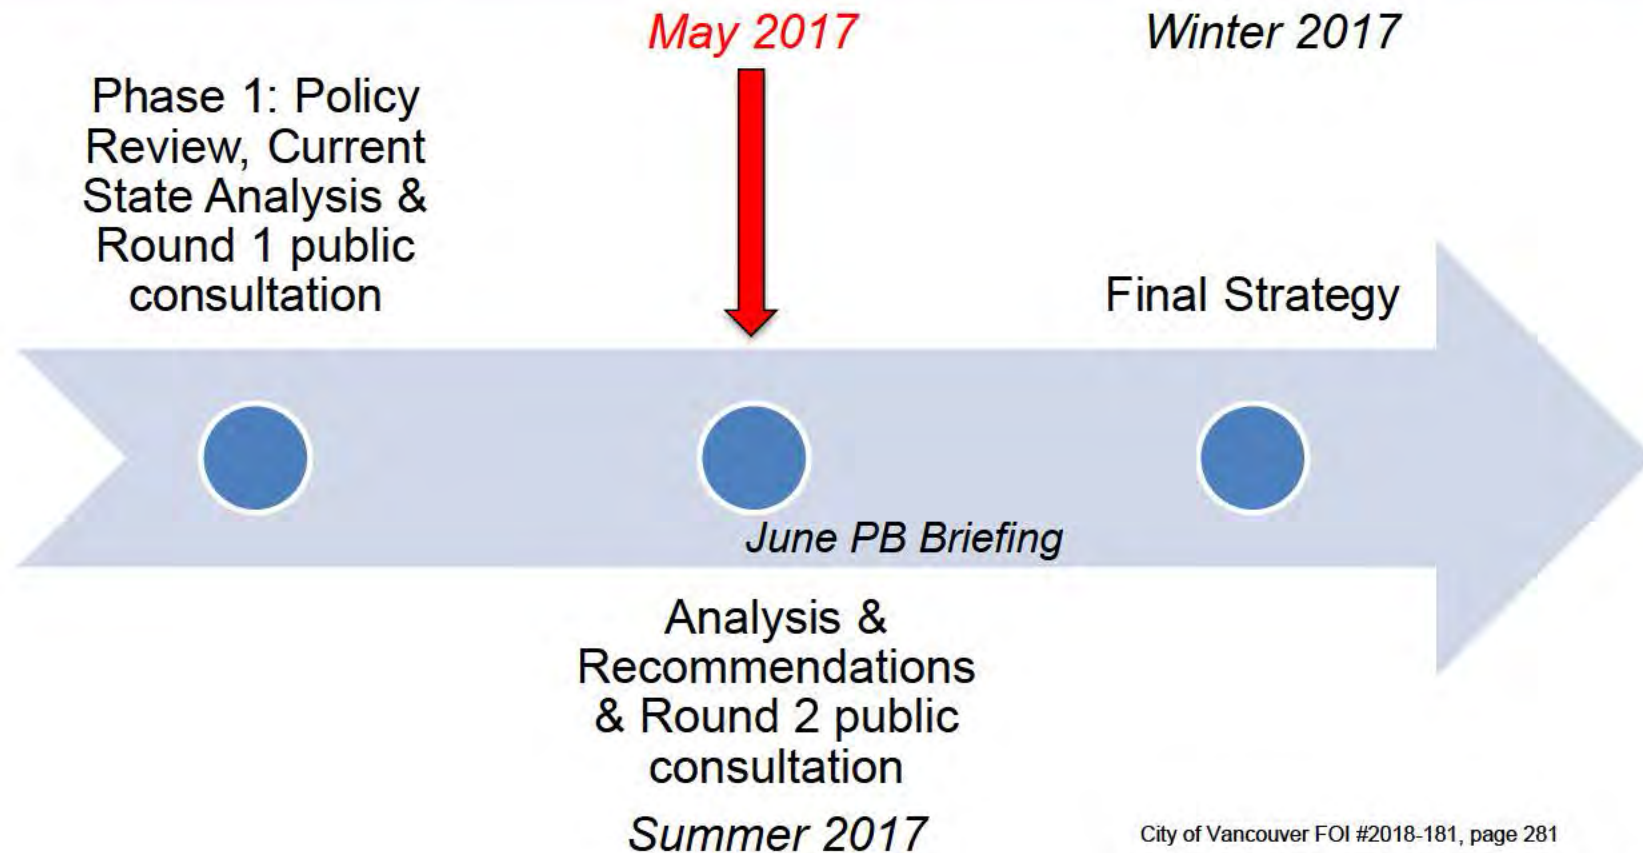 May 2017
Winter 2017
Phase 1: Policy
Review, Current
State Analysis &
Round 1 public
consultation
Final Strategy
June PB Briefing
Analysis &
Recommendations
& Round 2 public
consultation
Summer 2017
City of Vancouver FOI #2018-181, page 281